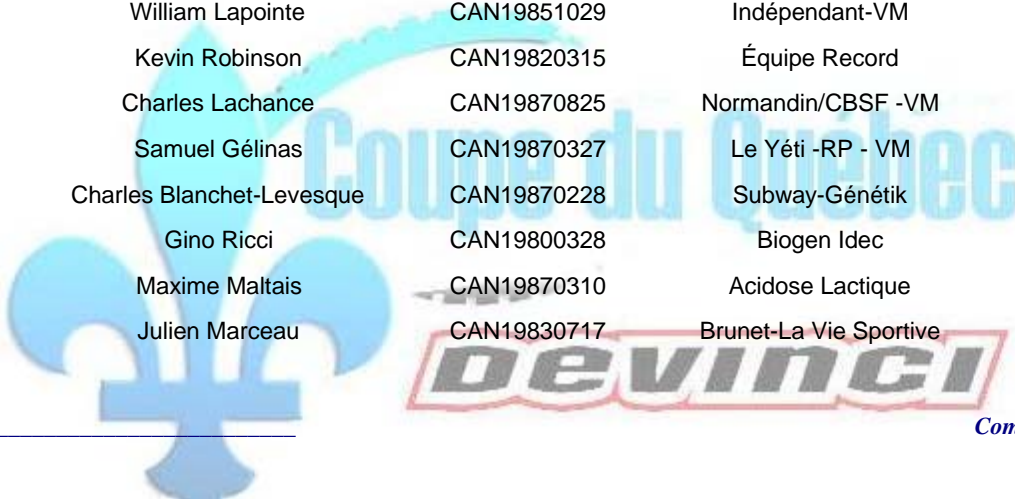 William Lapointe CAN19851029 Indépendant-VM
Kevin Robinson CAN19820315 Équipe Record
Charles Lachance CAN19870825 Normandin/CBSF -VM
Samuel Gélinas CAN19870327 Le Yéti -RP - VM
Charles Blanchet-Levesque CAN19870228 Subway-Génétik
Gino Ricci CAN19800328 Biogen Idec
Maxime Maltais CAN19870310 Acidose Lactique
Julien Marceau CAN19830717 Brunet-La Vie Sportive
Coupe du Québec
DEVINCI
Com